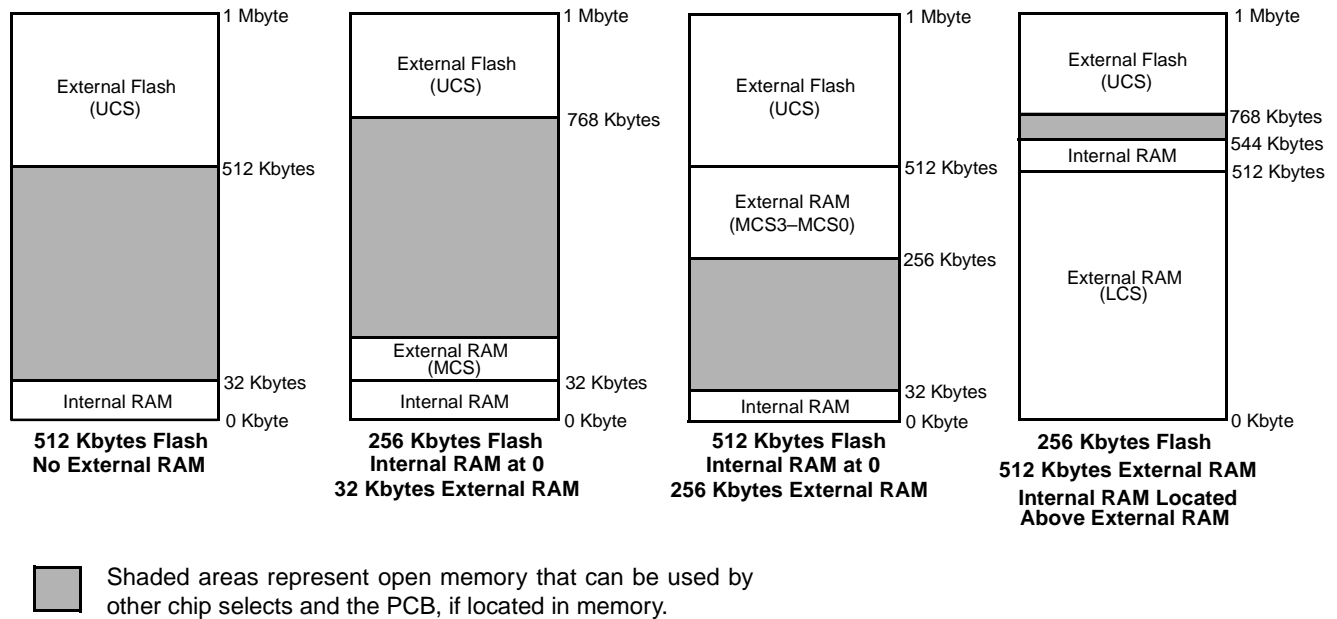 1 Mbyte
External Flash
(UCS)
512 Kbytes
32 Kbytes
Internal RAM
0 Kbyte
512 Kbytes Flash
No External RAM
1 Mbyte
External Flash
(UCS)
768 Kbytes
External RAM
(MCS)
32 Kbytes
Internal RAM
0 Kbyte
256 Kbytes Flash
Internal RAM at 0
32 Kbytes External RAM
1 Mbyte
External Flash
(UCS)
512 Kbytes
External RAM
(MCS3–MCS0)
256 Kbytes
32 Kbytes
Internal RAM
0 Kbyte
512 Kbytes Flash
Internal RAM at 0
256 Kbytes External RAM
1 Mbyte
External Flash
(UCS)
768 Kbytes
544 Kbytes
Internal RAM
512 Kbytes
External RAM
(LCS)
0 Kbyte
256 Kbytes Flash
512 Kbytes External RAM
Internal RAM Located
Above External RAM
Shaded areas represent open memory that can be used by
other chip selects and the PCB, if located in memory.